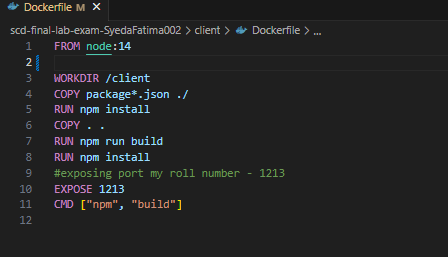 Dockerfile M
scd-final-lab-exam-SyedaFatima002 > client > Dockerfile > ...
1 FROM node:14
2
3 WORKDIR /client
4 COPY package*.json ./
5 RUN npm install
6 COPY . .
7 RUN npm run build
8 RUN npm install
9 #exposing port my roll number - 1213
10 EXPOSE 1213
11 CMD ["npm", "build"]
12